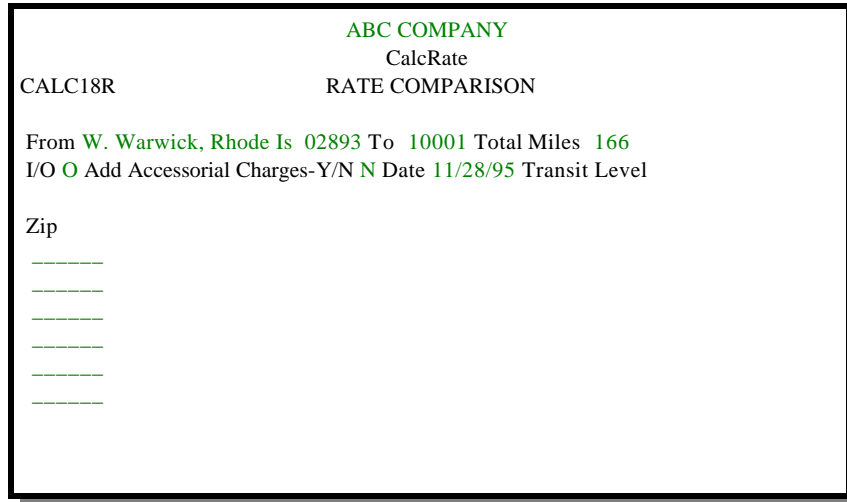 ABC COMPANY
CalcRate
CALC18R RATE COMPARISON
From W. Warwick, Rhode Is 02893 To 10001 Total Miles 166
I/O O Add Accessorial Charges-Y/N N Date 11/28/95 Transit Level
Zip
______
______
______
______
______
______